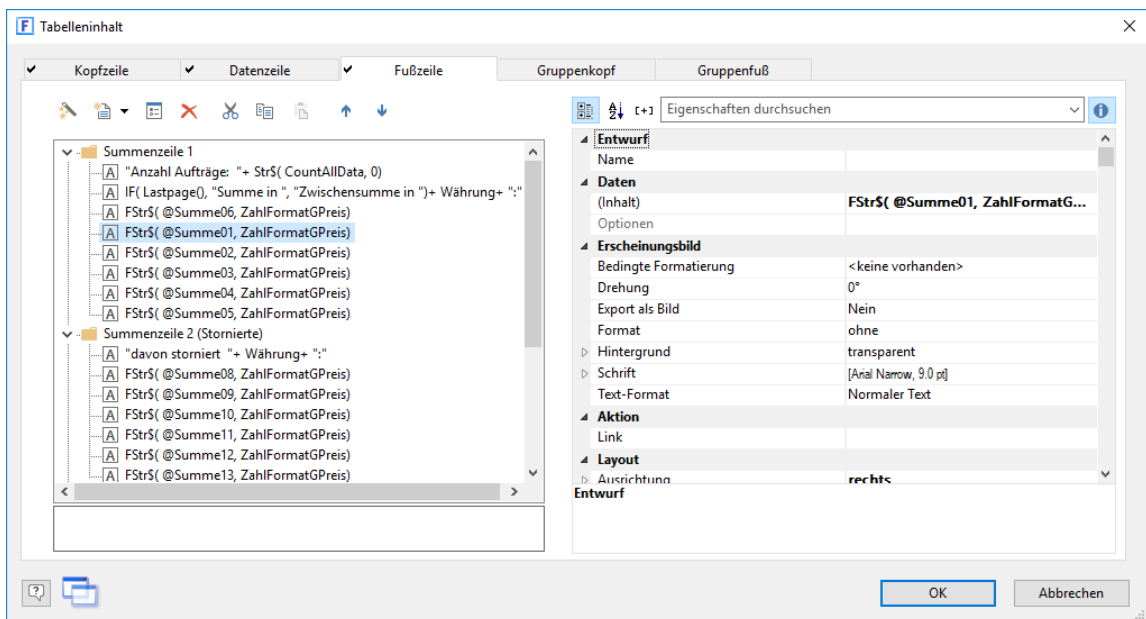 Tabelleninhalt
Kopfzeile
Datenzeile
Fußzeile
Gruppenkopf
Gruppenfuß
[+] Eigenschaften durchsuchen
Summenzeile 1
"Anzahl Aufträge: "+ Str$( CountAllData, 0)
IF( Lastpage(), "Summe in ", "Zwischensumme in ")+ Währung+ ":"
FStr$( @Summe06, ZahlFormatGPreis)
FStr$( @Summe01, ZahlFormatGPreis)
FStr$( @Summe02, ZahlFormatGPreis)
FStr$( @Summe03, ZahlFormatGPreis)
FStr$( @Summe04, ZahlFormatGPreis)
FStr$( @Summe05, ZahlFormatGPreis)
Summenzeile 2 (Stornierte)
"davon storniert "+ Währung+ ":"
FStr$( @Summe08, ZahlFormatGPreis)
FStr$( @Summe09, ZahlFormatGPreis)
FStr$( @Summe10, ZahlFormatGPreis)
FStr$( @Summe11, ZahlFormatGPreis)
FStr$( @Summe12, ZahlFormatGPreis)
FStr$( @Summe13, ZahlFormatGPreis)
Entwurf
Name
Daten
(Inhalt) FStr$( @Summe01, ZahlFormatG...
Optionen
Erscheinungsbild
Bedingte Formatierung <keine vorhanden>
Drehung 0°
Export als Bild Nein
Format ohne
Hintergrund transparent
Schrift [Arial Narrow, 9.0 pt]
Text-Format Normaler Text
Aktion
Link
Layout
Ausrichtung rechts
Entwurf
OK
Abbrechen